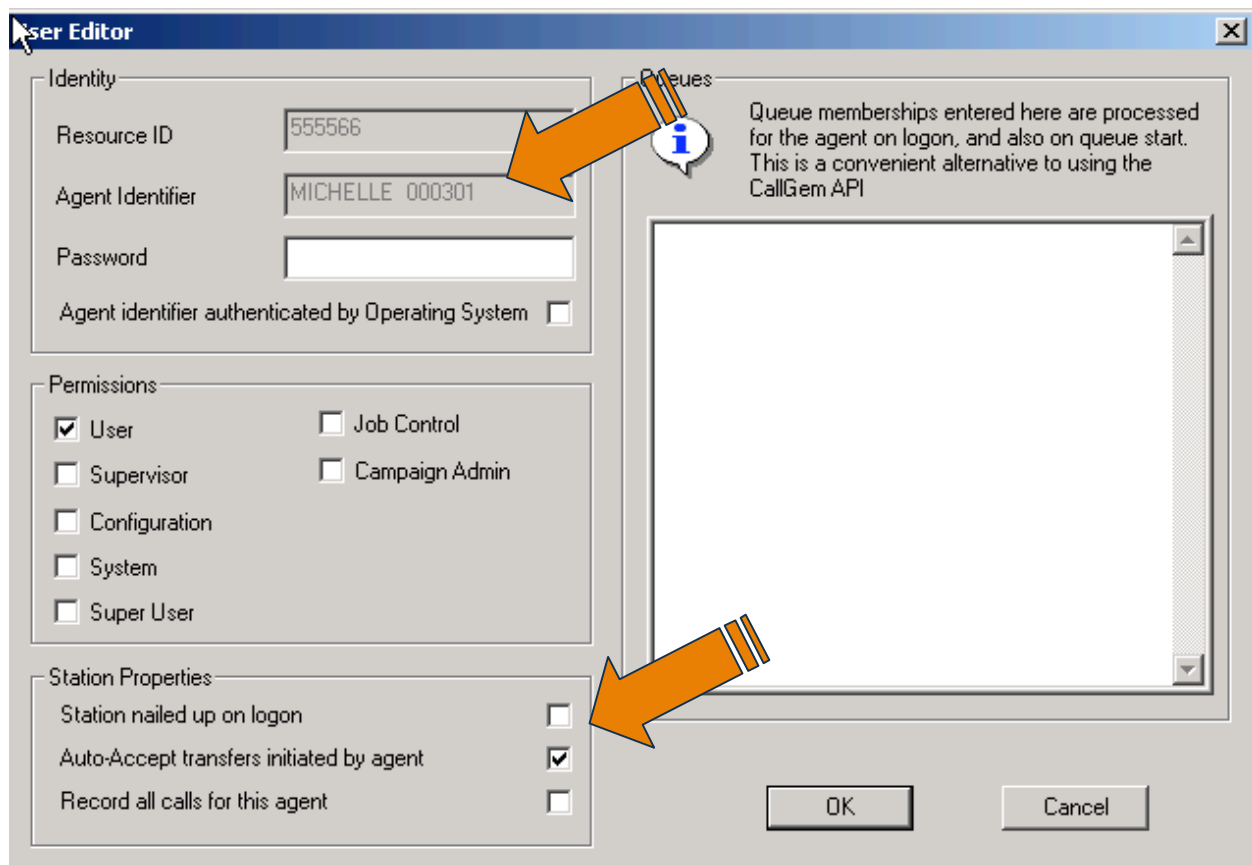 User Editor
Identity
Resource ID
555566
Agent Identifier
MICHELLE 000301
Password
Agent identifier authenticated by Operating System
Permissions
User
Job Control
Supervisor
Campaign Admin
Configuration
System
Super User
Station Properties
Station nailed up on logon
Auto-Accept transfers initiated by agent
Record all calls for this agent
Queues
Queue memberships entered here are processed
for the agent on logon, and also on queue start.
This is a convenient alternative to using the
CallGem API
OK
Cancel